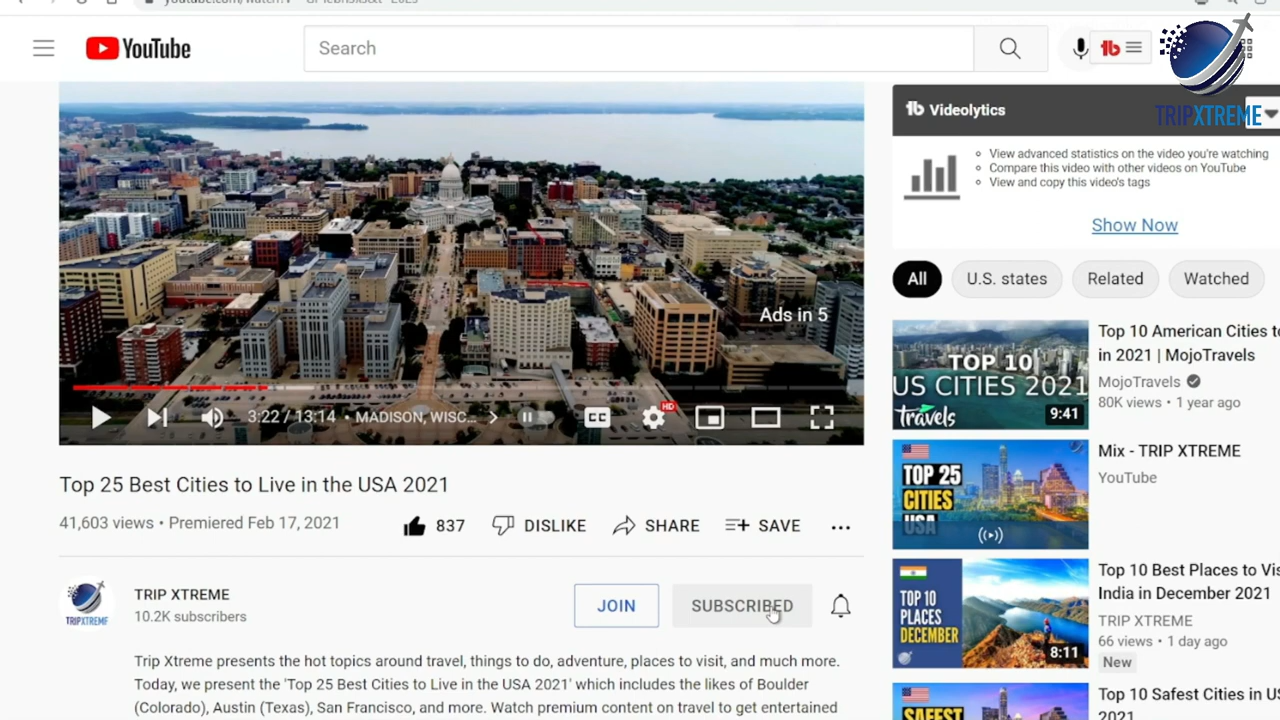 YouTube
Search
TRIPXTREME
Videolytics
View advanced statistics on the video you're watching
Compare this video with other videos on YouTube
View and copy this video's tags
Show Now
Ads in 5
3:22 / 13:14 • MADISON, WISC...
CC
HD
Top 25 Best Cities to Live in the USA 2021
41,603 views • Premiered Feb 17, 2021
837
DISLIKE
SHARE
SAVE
TRIP XTREME
10.2K subscribers
JOIN
SUBSCRIBED
TRIPXTREME
Trip Xtreme presents the hot topics around travel, things to do, adventure, places to visit, and much more.
Today, we present the 'Top 25 Best Cities to Live in the USA 2021' which includes the likes of Boulder
(Colorado), Austin (Texas), San Francisco, and more. Watch premium content on travel to get entertained
All
U.S. states
Related
Watched
TOP 10
US CITIES 2021
travels
9:41
Top 10 American Cities to
in 2021 | MojoTravels
MojoTravels
80K views • 1 year ago
TOP 25
CITIES
USA
Mix - TRIP XTREME
YouTube
TOP 10
PLACES
DECEMBER
8:11
Top 10 Best Places to Vis
India in December 2021
TRIP XTREME
66 views • 1 day ago
New
SAFEST
Top 10 Safest Cities in US
2021